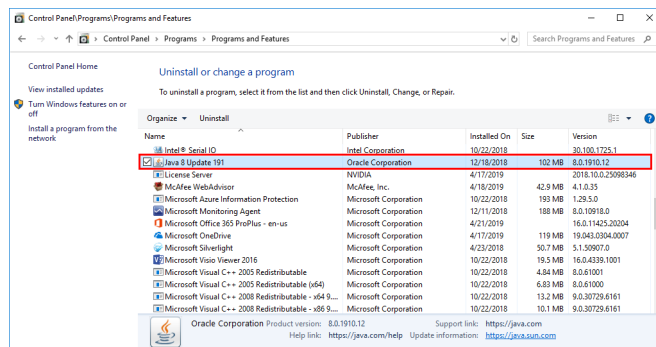 Control Panel\Programs\Programs and Features
Control Panel > Programs > Programs and Features
Search Programs and Features
Control Panel Home
View installed updates
Turn Windows features on or
off
Install a program from the
network
Uninstall or change a program
To uninstall a program, select it from the list and then click Uninstall, Change, or Repair.
Organize Uninstall
Name Publisher Installed On Size Version
Intel® Serial IO Intel Corporation 10/22/2018 30.100.1725.1
Java 8 Update 191 Oracle Corporation 12/18/2018 102 MB 8.0.1910.12
License Server NVIDIA 4/17/2019 2018.10.0.25098346
McAfee WebAdvisor McAfee, Inc. 4/18/2019 42.9 MB 4.1.0.35
Microsoft Azure Information Protection Microsoft Corporation 10/22/2018 193 MB 1.29.5.0
Microsoft Monitoring Agent Microsoft Corporation 12/11/2018 188 MB 8.0.10918.0
Microsoft Office 365 ProPlus - en-us Microsoft Corporation 4/21/2019 16.0.11425.20204
Microsoft OneDrive Microsoft Corporation 4/17/2019 119 MB 19.043.0304.0007
Microsoft Silverlight Microsoft Corporation 4/23/2018 50.7 MB 5.1.50907.0
Microsoft Visio Viewer 2016 Microsoft Corporation 10/22/2018 19.5 MB 16.0.4339.1001
Microsoft Visual C++ 2005 Redistributable Microsoft Corporation 10/22/2018 4.84 MB 8.0.61001
Microsoft Visual C++ 2005 Redistributable (x64) Microsoft Corporation 10/22/2018 6.83 MB 8.0.61000
Microsoft Visual C++ 2008 Redistributable - x64 9.... Microsoft Corporation 10/22/2018 13.2 MB 9.0.30729.6161
Microsoft Visual C++ 2008 Redistributable - x86 9.... Microsoft Corporation 10/22/2018 10.1 MB 9.0.30729.6161
Oracle Corporation Product version: 8.0.1910.12 Support link: https://java.com
Help link: https://java.com/help Update information: https://java.sun.com